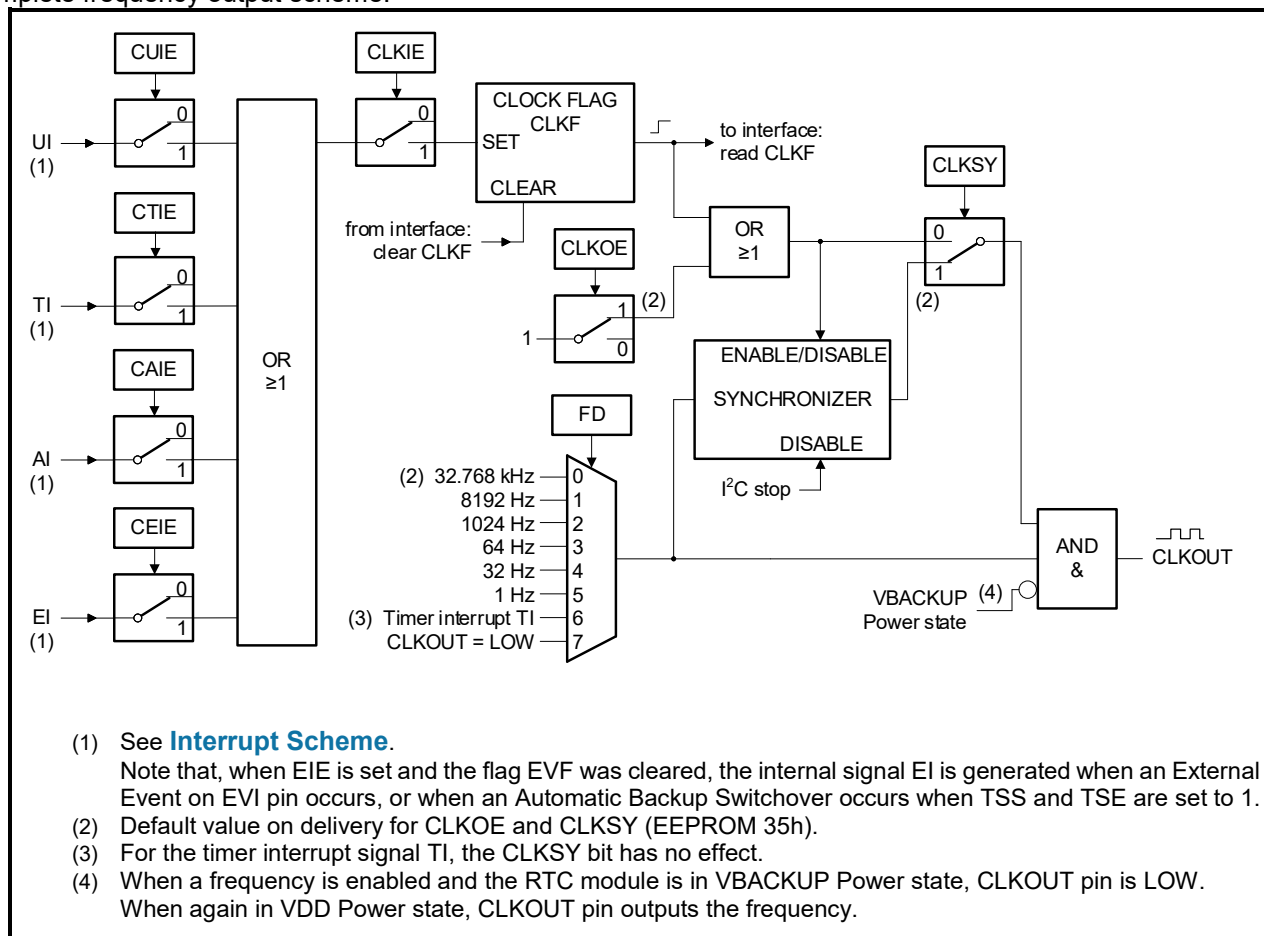 frequency output scheme.
CUIE
CLKIE
0
1
UI
(1)
0
1
CLOCK FLAG
CLKF
SET
CLEAR
to interface:
read CLKF
from interface:
clear CLKF
CTIE
0
1
TI
(1)
CLKOE
1
0
1
(2)
OR
≥1
CLKSY
0
1
(2)
CAIE
0
1
AI
(1)
OR
≥1
ENABLE/DISABLE
SYNCHRONIZER
DISABLE
I²C stop
FD
(2) 32.768 kHz 0
8192 Hz 1
1024 Hz 2
64 Hz 3
32 Hz 4
1 Hz 5
(3) Timer interrupt TI 6
CLKOUT = LOW 7
CEIE
0
1
EI
(1)
AND
&
CLKOUT
VBACKUP (4)
Power state
(1) See Interrupt Scheme.
Note that, when EIE is set and the flag EVF was cleared, the internal signal EI is generated when an External
Event on EVI pin occurs, or when an Automatic Backup Switchover occurs when TSS and TSE are set to 1.
(2) Default value on delivery for CLKOE and CLKSY (EEPROM 35h).
(3) For the timer interrupt signal TI, the CLKSY bit has no effect.
(4) When a frequency is enabled and the RTC module is in VBACKUP Power state, CLKOUT pin is LOW.
When again in VDD Power state, CLKOUT pin outputs the frequency.